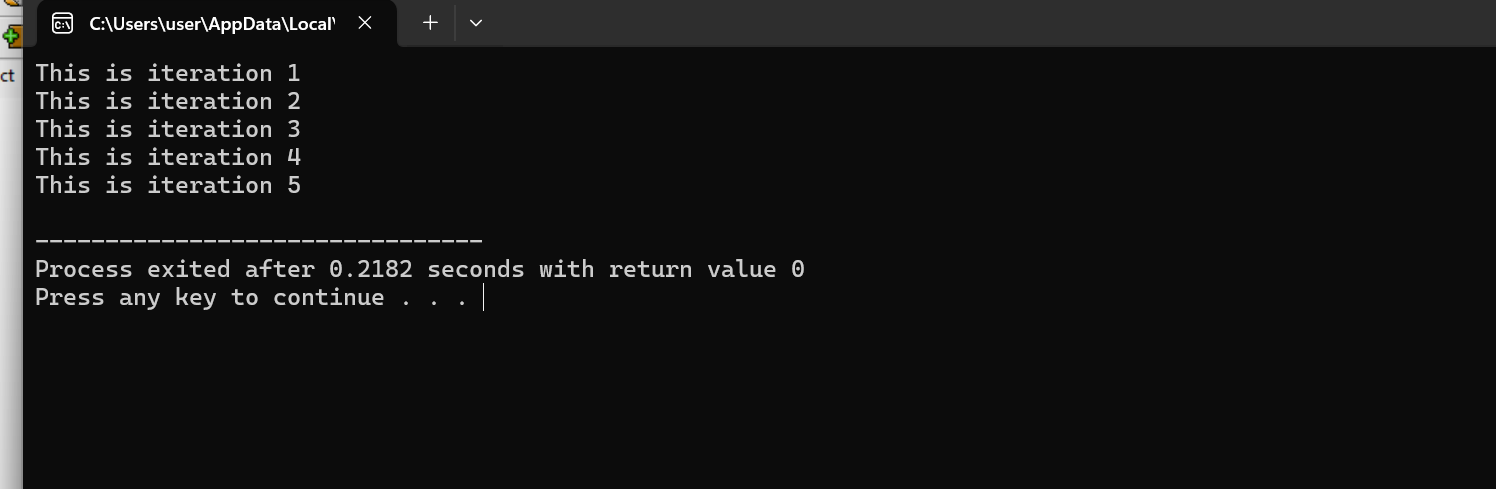 C:\Users\user\AppData\Local\
ct
This is iteration 1
This is iteration 2
This is iteration 3
This is iteration 4
This is iteration 5
--------------------------------
Process exited after 0.2182 seconds with return value 0
Press any key to continue . . .